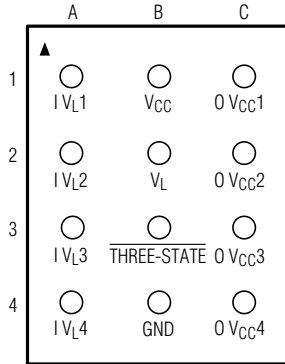 A B C
1
I VL1 VCC O VCC1
2
I VL2 VL O VCC2
3
I VL3 THREE-STATE O VCC3
4
I VL4 GND O VCC4